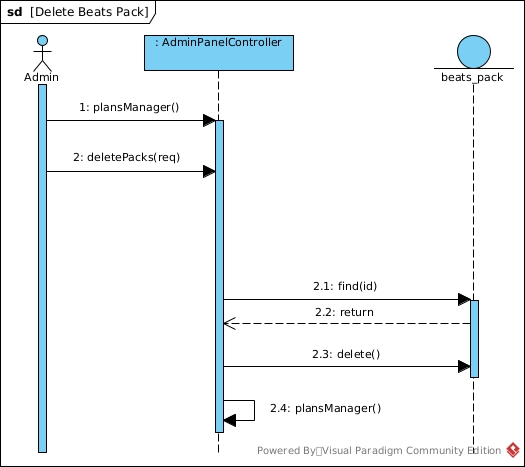 sd [Delete Beats Pack]
: AdminPanelController
Admin
beats_pack
1: plansManager()
2: deletePacks(req)
2.1: find(id)
2.2: return
2.3: delete()
2.4: plansManager()
Powered By Visual Paradigm Community Edition